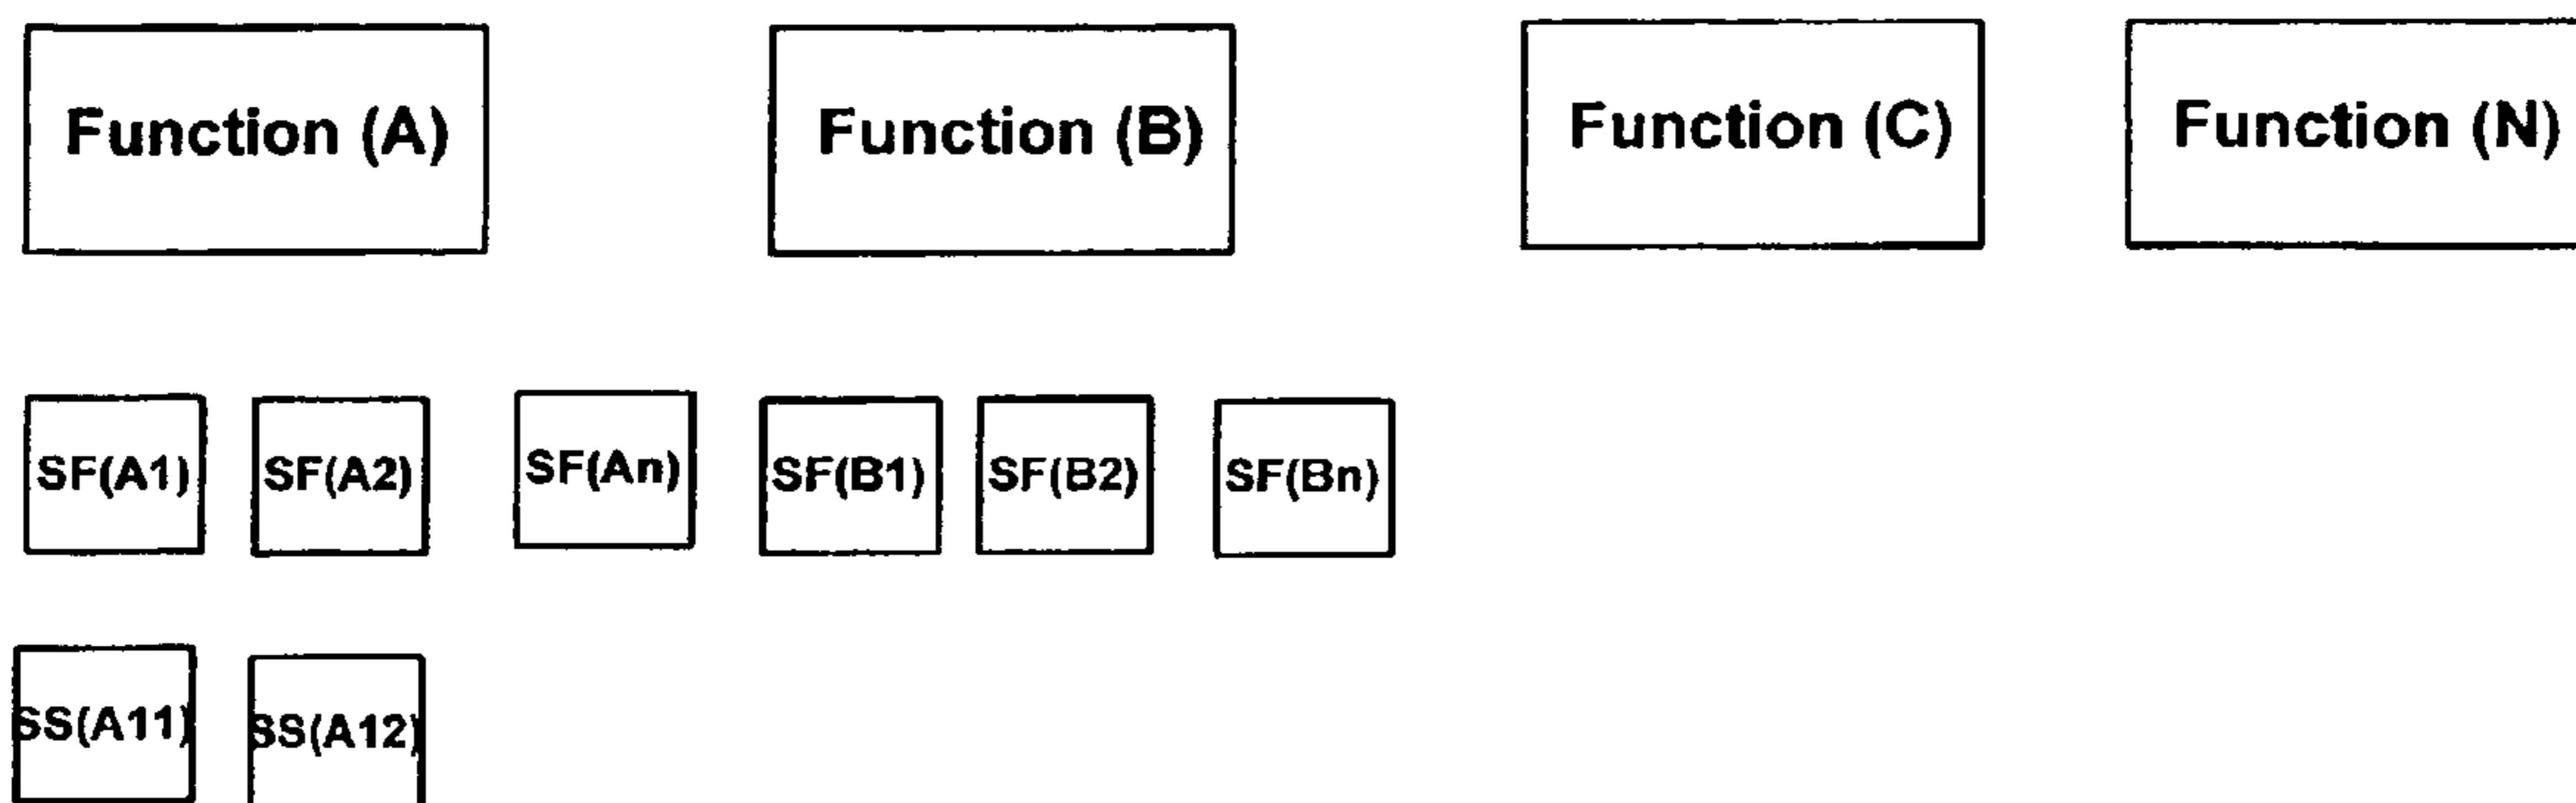 Function (A) Function (B) Function (C) Function (N)
SF(A1) SF(A2) SF(An) SF(B1) SF(B2) SF(Bn)
SS(A11) SS(A12)